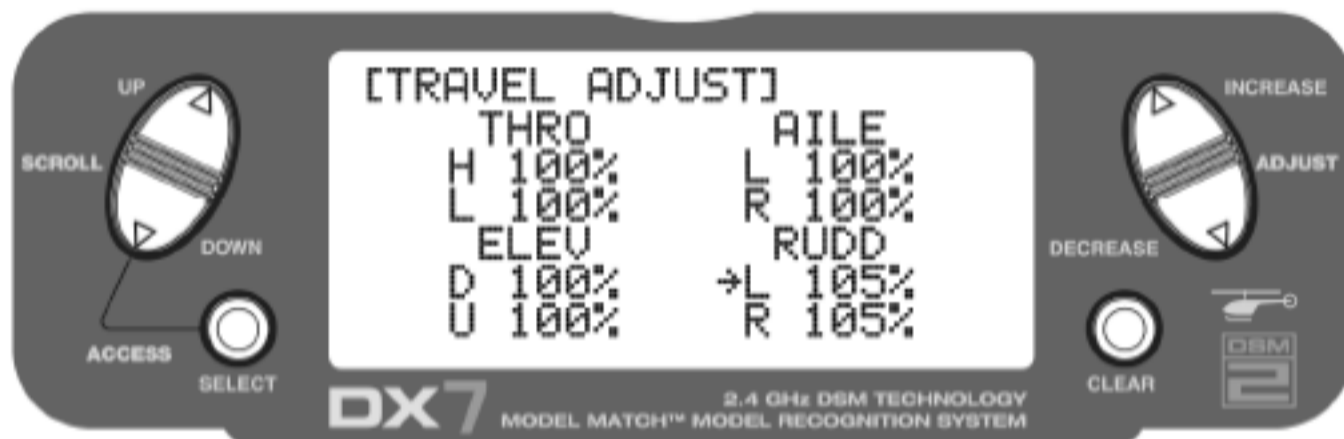 UP
SCROLL
DOWN
ACCESS
SELECT
[TRAVEL ADJUST]
THRO AILE
H 100% L 100%
L 100% R 100%
ELEV RUDD
D 100% →L 105%
U 100% R 105%
INCREASE
ADJUST
DECREASE
CLEAR
DSM
2
DX7
2.4 GHz DSM TECHNOLOGY
MODEL MATCH™ MODEL RECOGNITION SYSTEM